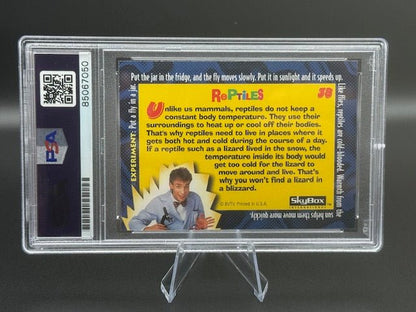 85067050
PSA
EXPERIMENT: Put a fly in a jar.
Put the jar in the fridge, and the fly moves slowly. Put it in sunlight and it speeds up.
Like flies, reptiles are cold-blooded. Warmth from the
sun helps them move more quickly.
REPTILES
38
Unlike us mammals, reptiles do not keep a
constant body temperature. They use their
surroundings to heat up or cool off their bodies.
That's why reptiles need to live in places where it
gets both hot and cold during the course of a day.
If a reptile such as a lizard lived in the snow, the
temperature inside its body would
get too cold for the lizard to
move around and live. That's
why you won't find a lizard in
a blizzard.
Printed in U.S.A.
SkyBox
INTERNATIONAL